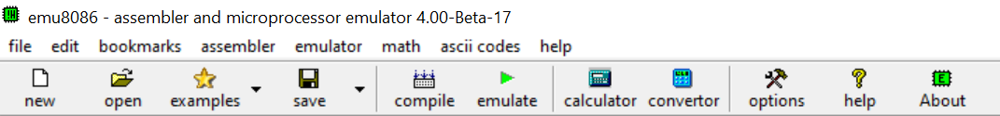 emu8086 - assembler and microprocessor emulator 4.00-Beta-17
file edit bookmarks assembler emulator math ascii codes help
new open examples save compile emulate calculator convertor options help About